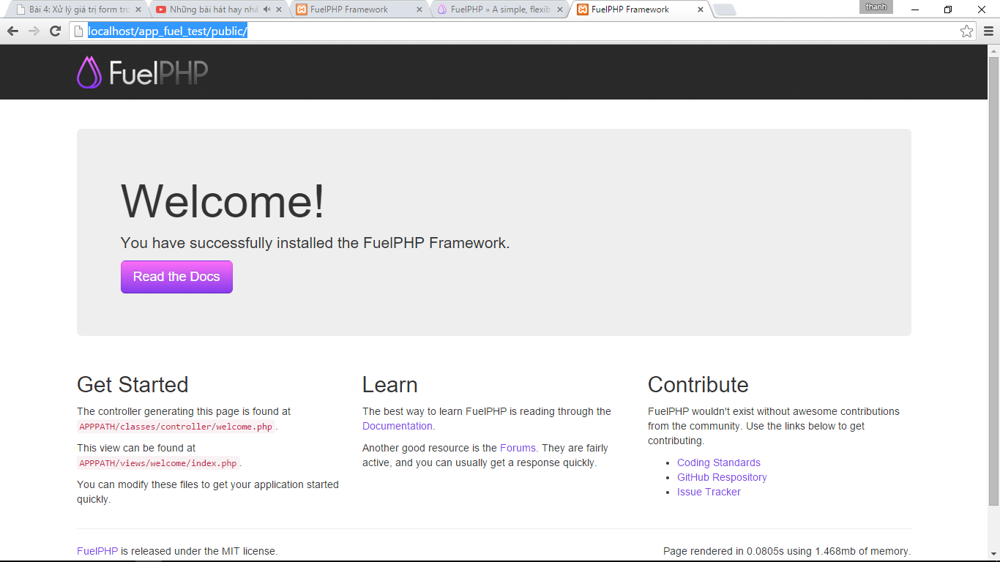 Bài 4: Xử lý giá trị form tro
Những bài hát hay nhấ
FuelPHP Framework
FuelPHP » A simple, flexib
FuelPHP Framework
thanh
localhost/app_fuel_test/public/
FuelPHP
Welcome!
You have successfully installed the FuelPHP Framework.
Read the Docs
Get Started
The controller generating this page is found at
APPPATH/classes/controller/welcome.php.
This view can be found at
APPPATH/views/welcome/index.php.
You can modify these files to get your application started
quickly.
Learn
The best way to learn FuelPHP is reading through the
Documentation.
Another good resource is the Forums. They are fairly
active, and you can usually get a response quickly.
Contribute
FuelPHP wouldn't exist without awesome contributions
from the community. Use the links below to get
contributing.
• Coding Standards
• GitHub Respository
• Issue Tracker
FuelPHP is released under the MIT license.
Page rendered in 0.0805s using 1.468mb of memory.